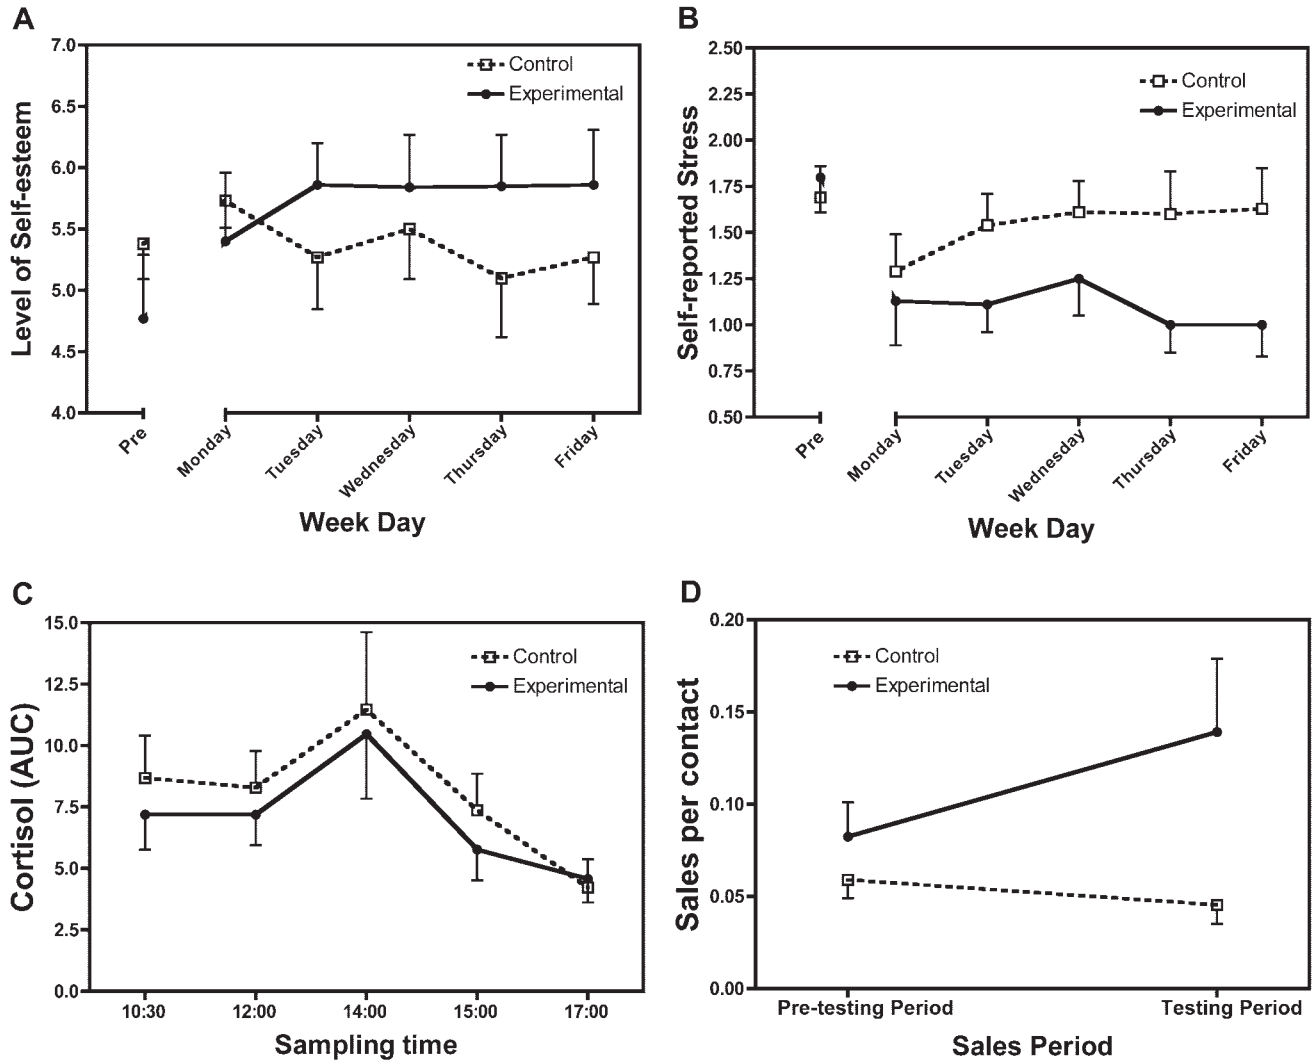 A
Level of Self-esteem
7.0
6.5
6.0
5.5
5.0
4.5
4.0
Control
Experimental
Pre
Monday
Tuesday
Wednesday
Thursday
Friday
Week Day
B
Self-reported Stress
2.50
2.25
2.00
1.75
1.50
1.25
1.00
0.75
0.50
Control
Experimental
Pre
Monday
Tuesday
Wednesday
Thursday
Friday
Week Day
C
Cortisol (AUC)
15.0
12.5
10.0
7.5
5.0
2.5
0.0
Control
Experimental
10:30
12:00
14:00
15:00
17:00
Sampling time
D
Sales per contact
0.20
0.15
0.10
0.05
0.00
Control
Experimental
Pre-testing Period
Testing Period
Sales Period